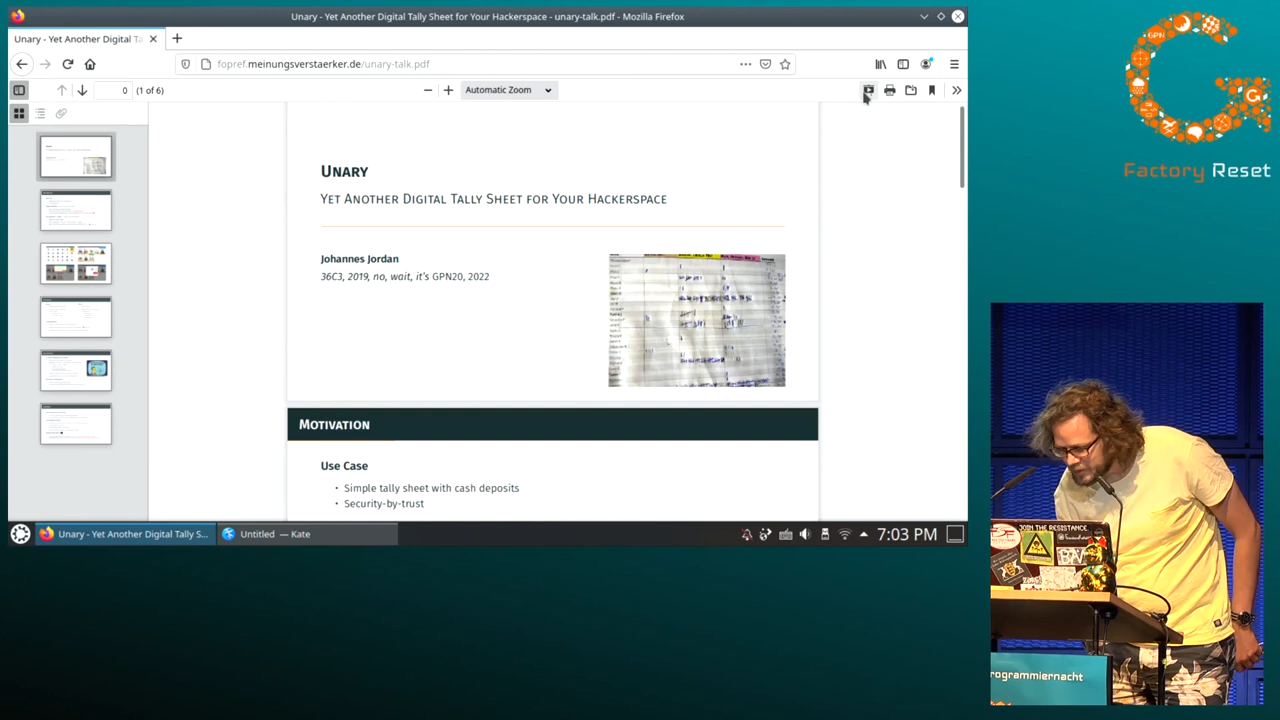 Unary - Yet Another Digital Tally Sheet for Your Hackerspace - unary-talk.pdf - Mozilla Firefox
Unary - Yet Another Digital Ta
fopref.meinungsverstaerker.de/unary-talk.pdf
0 (1 of 6)
Automatic Zoom
UNARY
YET ANOTHER DIGITAL TALLY SHEET FOR YOUR HACKERSPACE
Johannes Jordan
36C3, 2019, no, wait, it's GPN20, 2022
MOTIVATION
Use Case
• Simple tally sheet with cash deposits
• Security-by-trust
Unary - Yet Another Digital Tally S...
Untitled — Kate
7:03 PM
GPN
G
Factory Reset
JOIN THE RESISTANCE.
rogrammiernacht